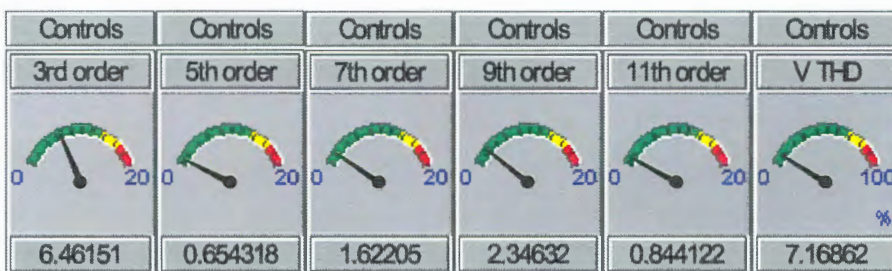 Controls Controls Controls Controls Controls Controls
3rd order 5th order 7th order 9th order 11th order V THD
0 20 0 20 0 20 0 20 0 20 0 100
%
6.46151 0.654318 1.62205 2.34632 0.844122 7.16862